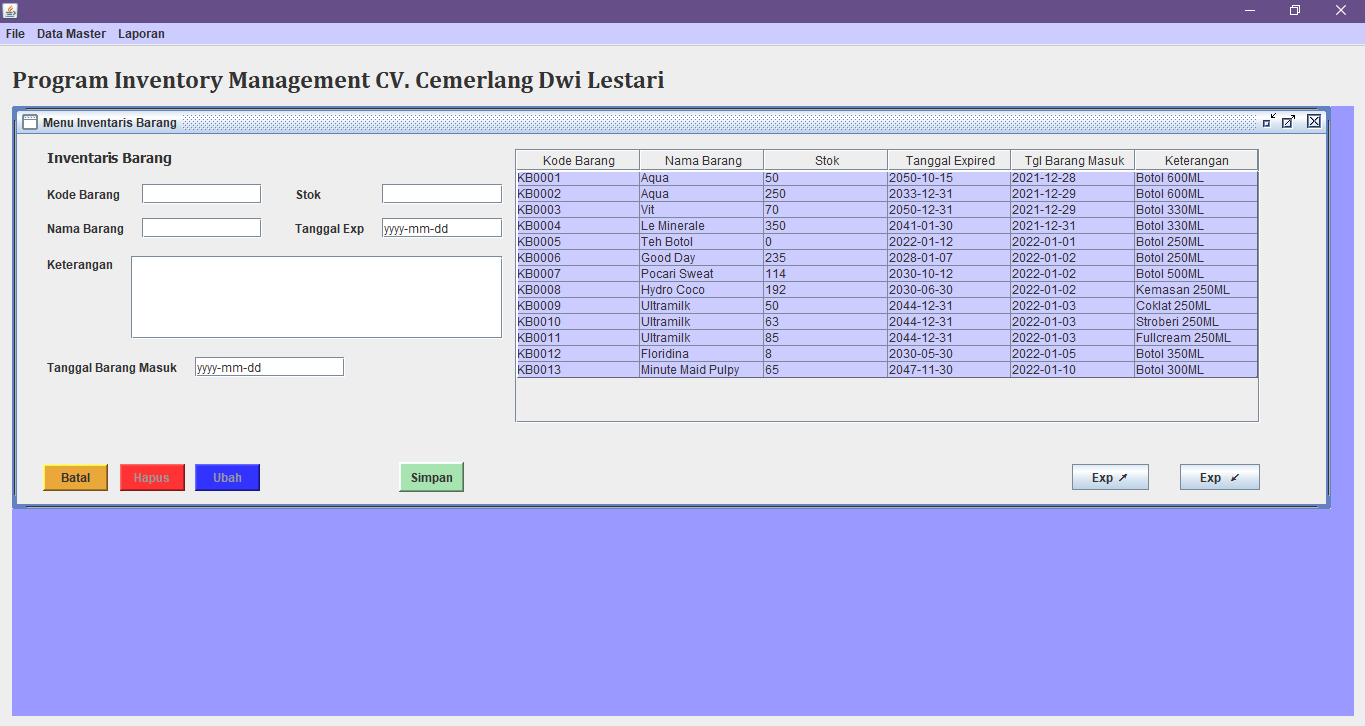 File Data Master Laporan
Program Inventory Management CV. Cemerlang Dwi Lestari
Menu Inventaris Barang
Inventaris Barang
Kode Barang
Stok
Nama Barang
Tanggal Exp yyyy-mm-dd
Keterangan
Tanggal Barang Masuk yyyy-mm-dd
Kode Barang Nama Barang Stok Tanggal Expired Tgl Barang Masuk Keterangan
KB0001 Aqua 50 2050-10-15 2021-12-28 Botol 600ML
KB0002 Aqua 250 2033-12-31 2021-12-29 Botol 600ML
KB0003 Vit 70 2050-12-31 2021-12-29 Botol 330ML
KB0004 Le Minerale 350 2041-01-30 2021-12-31 Botol 330ML
KB0005 Teh Botol 0 2022-01-12 2022-01-01 Botol 250ML
KB0006 Good Day 235 2028-01-07 2022-01-02 Botol 250ML
KB0007 Pocari Sweat 114 2030-10-12 2022-01-02 Botol 500ML
KB0008 Hydro Coco 192 2030-06-30 2022-01-02 Kemasan 250ML
KB0009 Ultramilk 50 2044-12-31 2022-01-03 Coklat 250ML
KB0010 Ultramilk 63 2044-12-31 2022-01-03 Stroberi 250ML
KB0011 Ultramilk 85 2044-12-31 2022-01-03 Fullcream 250ML
KB0012 Floridina 8 2030-05-30 2022-01-05 Botol 350ML
KB0013 Minute Maid Pulpy 65 2047-11-30 2022-01-10 Botol 300ML
Batal Hapus Ubah Simpan Exp ↗ Exp ↙